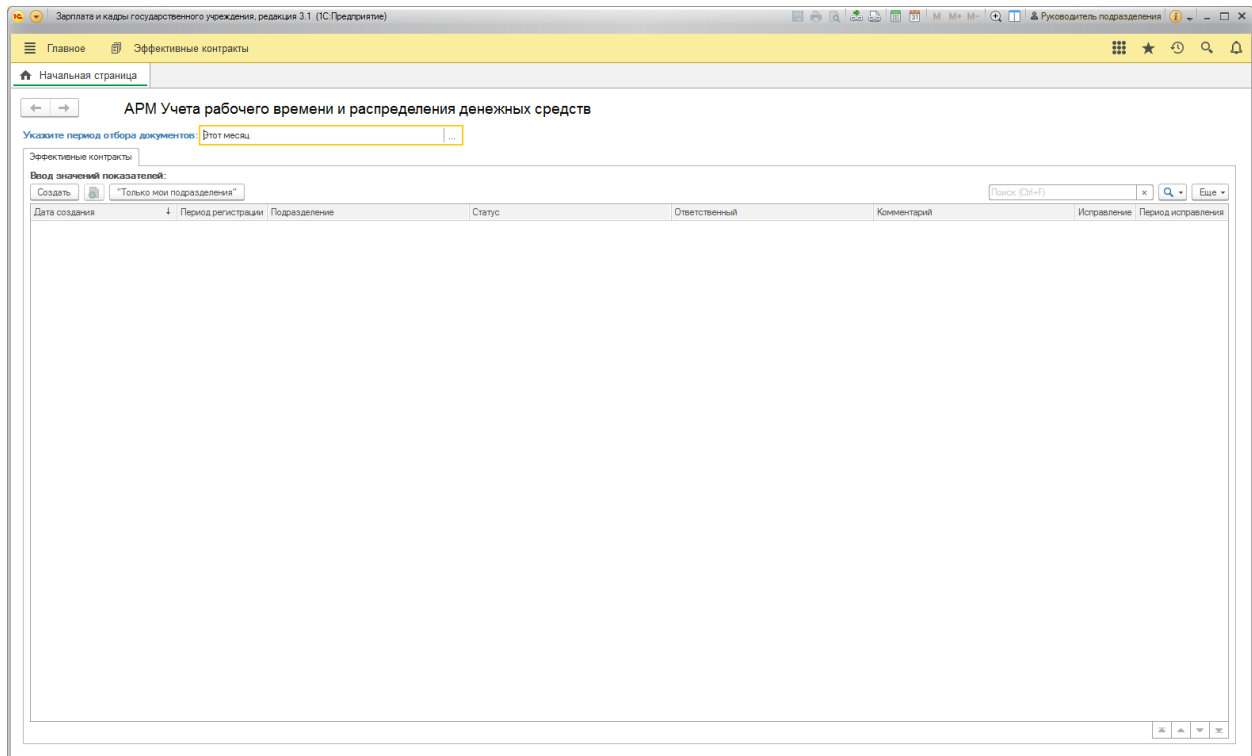 1С Зарплата и кадры государственного учреждения, редакция 3.1 (1С:Предприятие) 31 M M+ M- Руководитель подразделения i
Главное Эффективные контракты
Начальная страница
АРМ Учета рабочего времени и распределения денежных средств
Укажите период отбора документов: Этот месяц ...
Эффективные контракты
Ввод значений показателей:
Создать "Только мои подразделения" Поиск (Ctrl+F) × Еще
Дата создания ↓ Период регистрации Подразделение Статус Ответственный Комментарий Исправление Период исправления